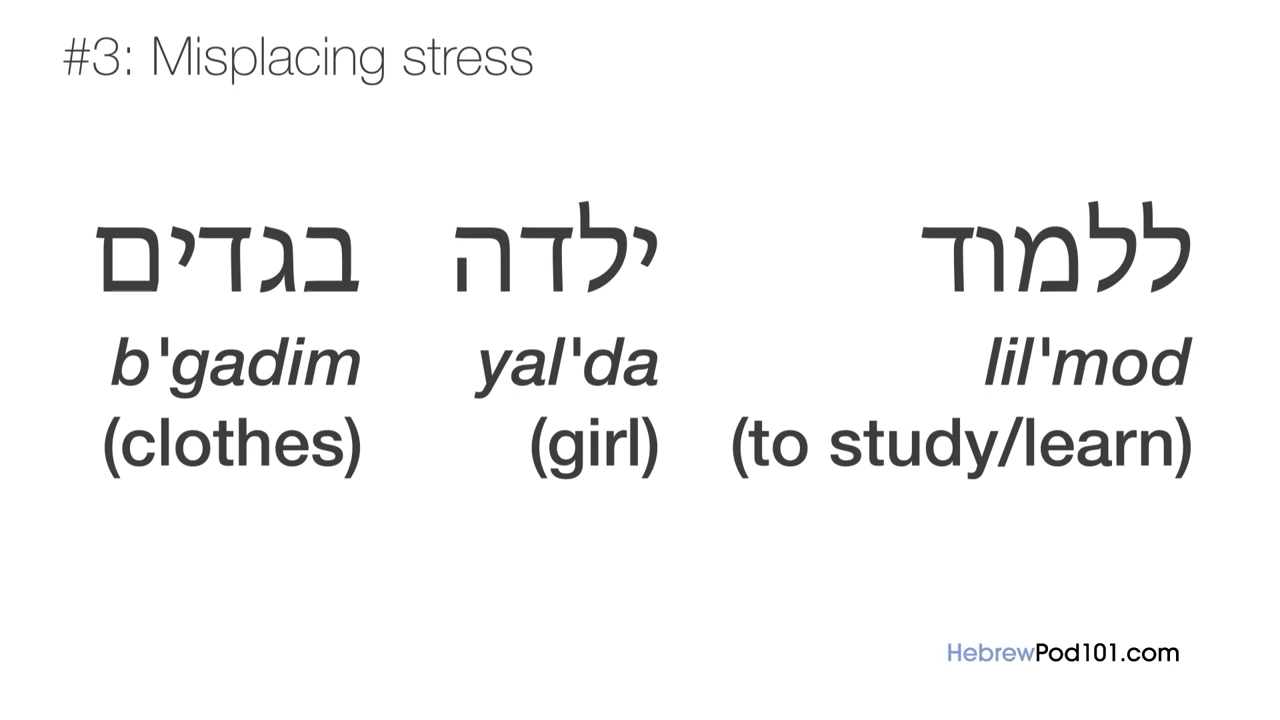 #3: Misplacing stress
ללמוד ילדה בגדים
b'gadim yal'da lil'mod
(clothes) (girl) (to study/learn)
HebrewPod101.com